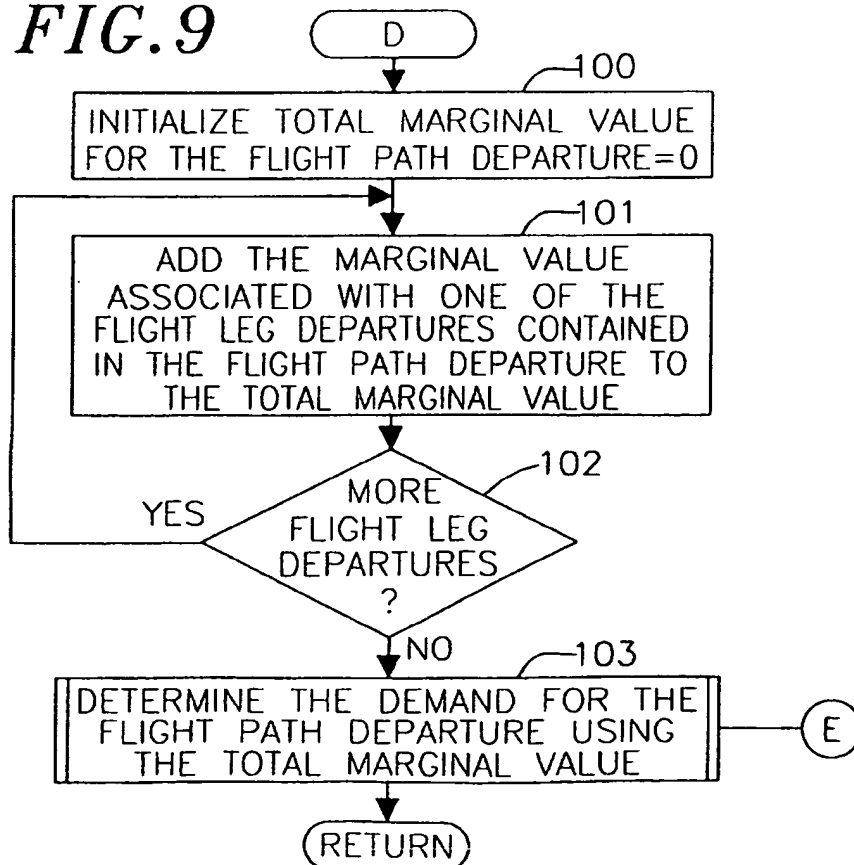 FIG.9
D
100
INITIALIZE TOTAL MARGINAL VALUE
FOR THE FLIGHT PATH DEPARTURE=0
101
ADD THE MARGINAL VALUE
ASSOCIATED WITH ONE OF THE
FLIGHT LEG DEPARTURES CONTAINED
IN THE FLIGHT PATH DEPARTURE TO
THE TOTAL MARGINAL VALUE
102
YES
MORE
FLIGHT LEG
DEPARTURES
?
NO
103
DETERMINE THE DEMAND FOR THE
FLIGHT PATH DEPARTURE USING
THE TOTAL MARGINAL VALUE
E
RETURN